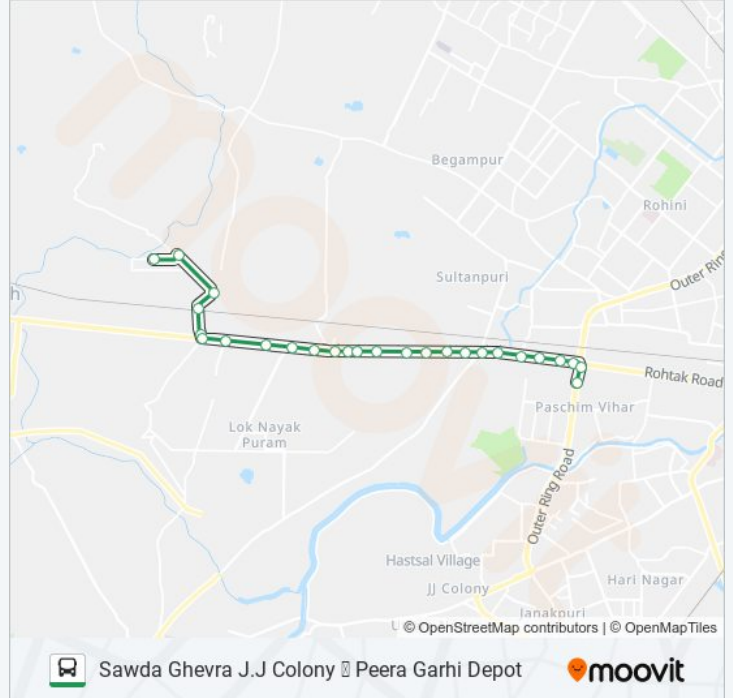 Begampur
Rohini
Outer Rin
Sultanpuri
h
Rohtak Road
Paschim Vihar
Lok Nayak
Puram
Outer Ring Road
Hastsal Village
JJ Colony
Hari Nagar
Janakpuri
© OpenStreetMap contributors | © OpenMapTiles
Sawda Ghevra J.J Colony Peera Garhi Depot
moovit